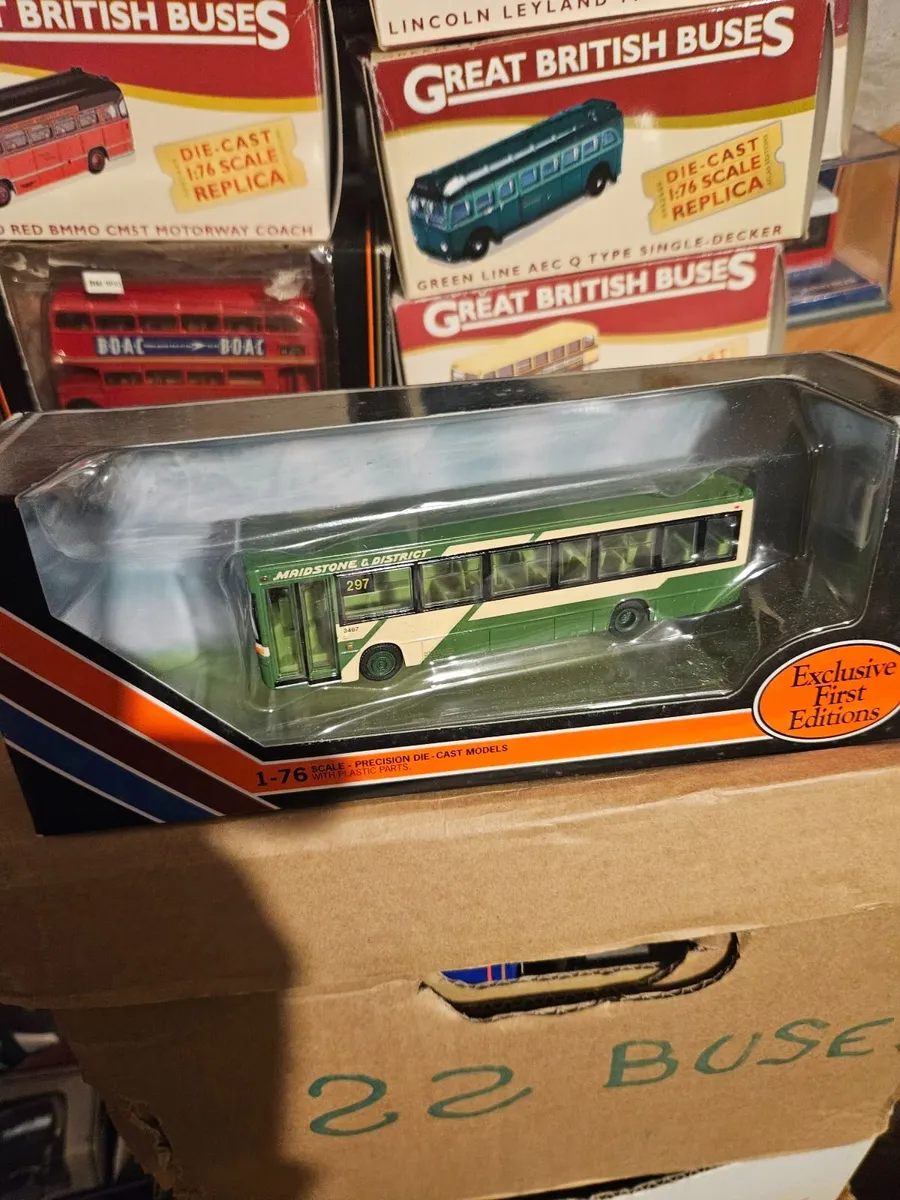 LINCOLN LEYLAND
T BRITISH BUSES
DIE-CAST
1:76 SCALE
REPLICA
D RED BMMO CM5T MOTORWAY COACH
GREAT BRITISH BUSES
DIE-CAST
1:76 SCALE
REPLICA
GREEN LINE AEC Q TYPE SINGLE-DECKER
GREAT BRITISH BUSES
BOAC BOAC
MAIDSTONE & DISTRICT
297
3467
Exclusive
First
Editions
1-76 SCALE - PRECISION DIE-CAST MODELS
WITH PLASTIC PARTS.
22 BUSE